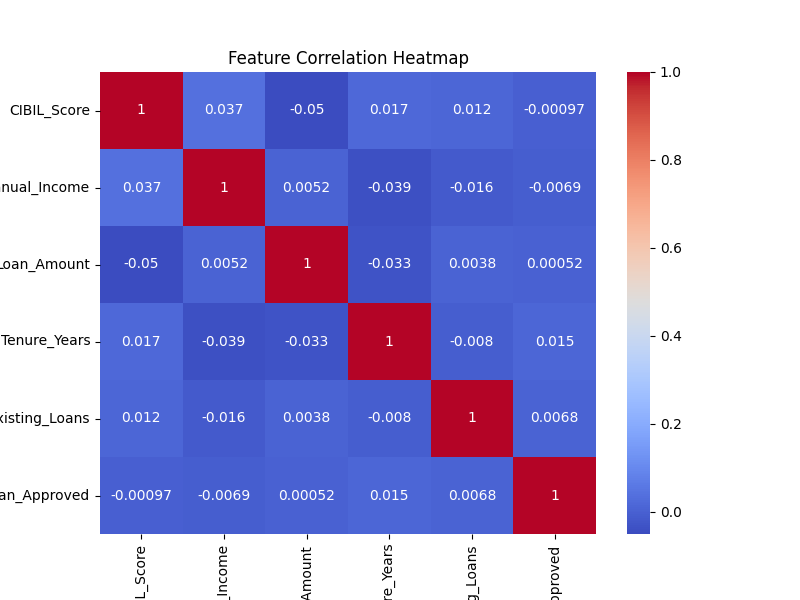 Feature Correlation Heatmap
CIBIL_Score 1 0.037 -0.05 0.017 0.012 -0.00097
nual_Income 0.037 1 0.0052 -0.039 -0.016 -0.0069
Loan_Amount -0.05 0.0052 1 -0.033 0.0038 0.00052
Tenure_Years 0.017 -0.039 -0.033 1 -0.008 0.015
xisting_Loans 0.012 -0.016 0.0038 -0.008 1 0.0068
an_Approved -0.00097 -0.0069 0.00052 0.015 0.0068 1
L_Score _Income Amount re_Years g_Loans pproved
1.0
0.8
0.6
0.4
0.2
0.0